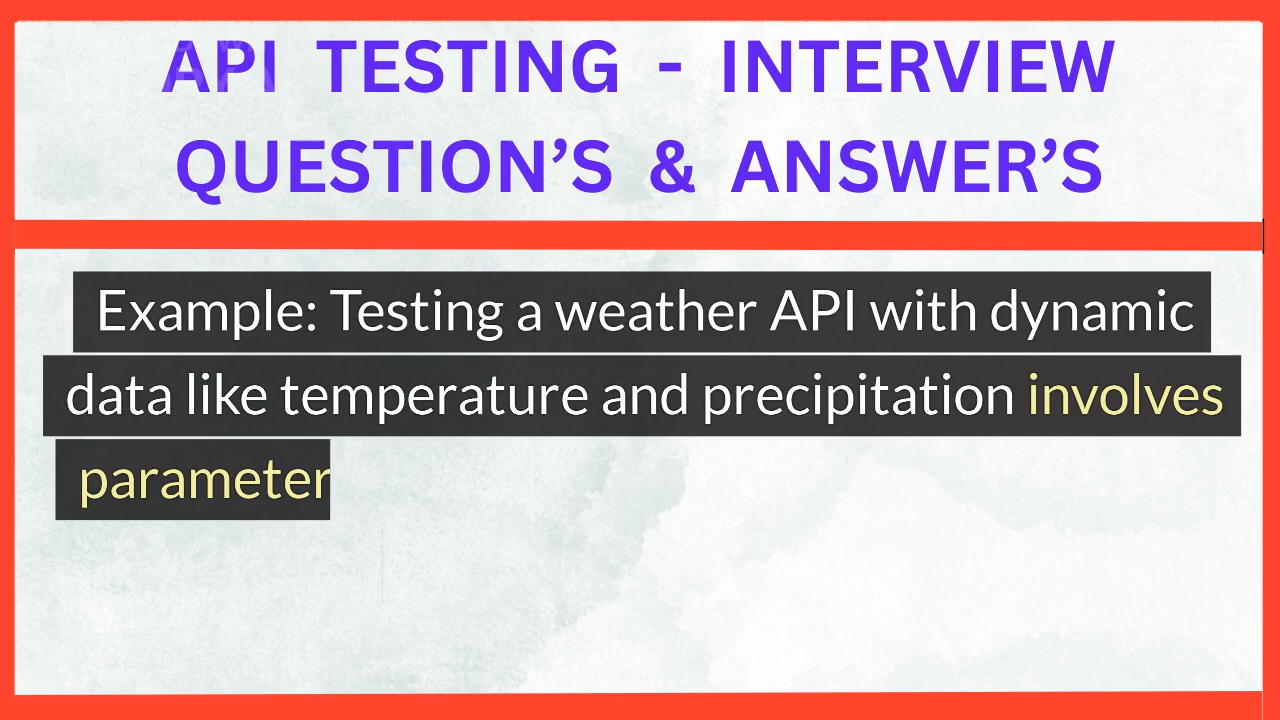 API TESTING - INTERVIEW
QUESTION’S & ANSWER’S
Example: Testing a weather API with dynamic
data like temperature and precipitation involves
parameter